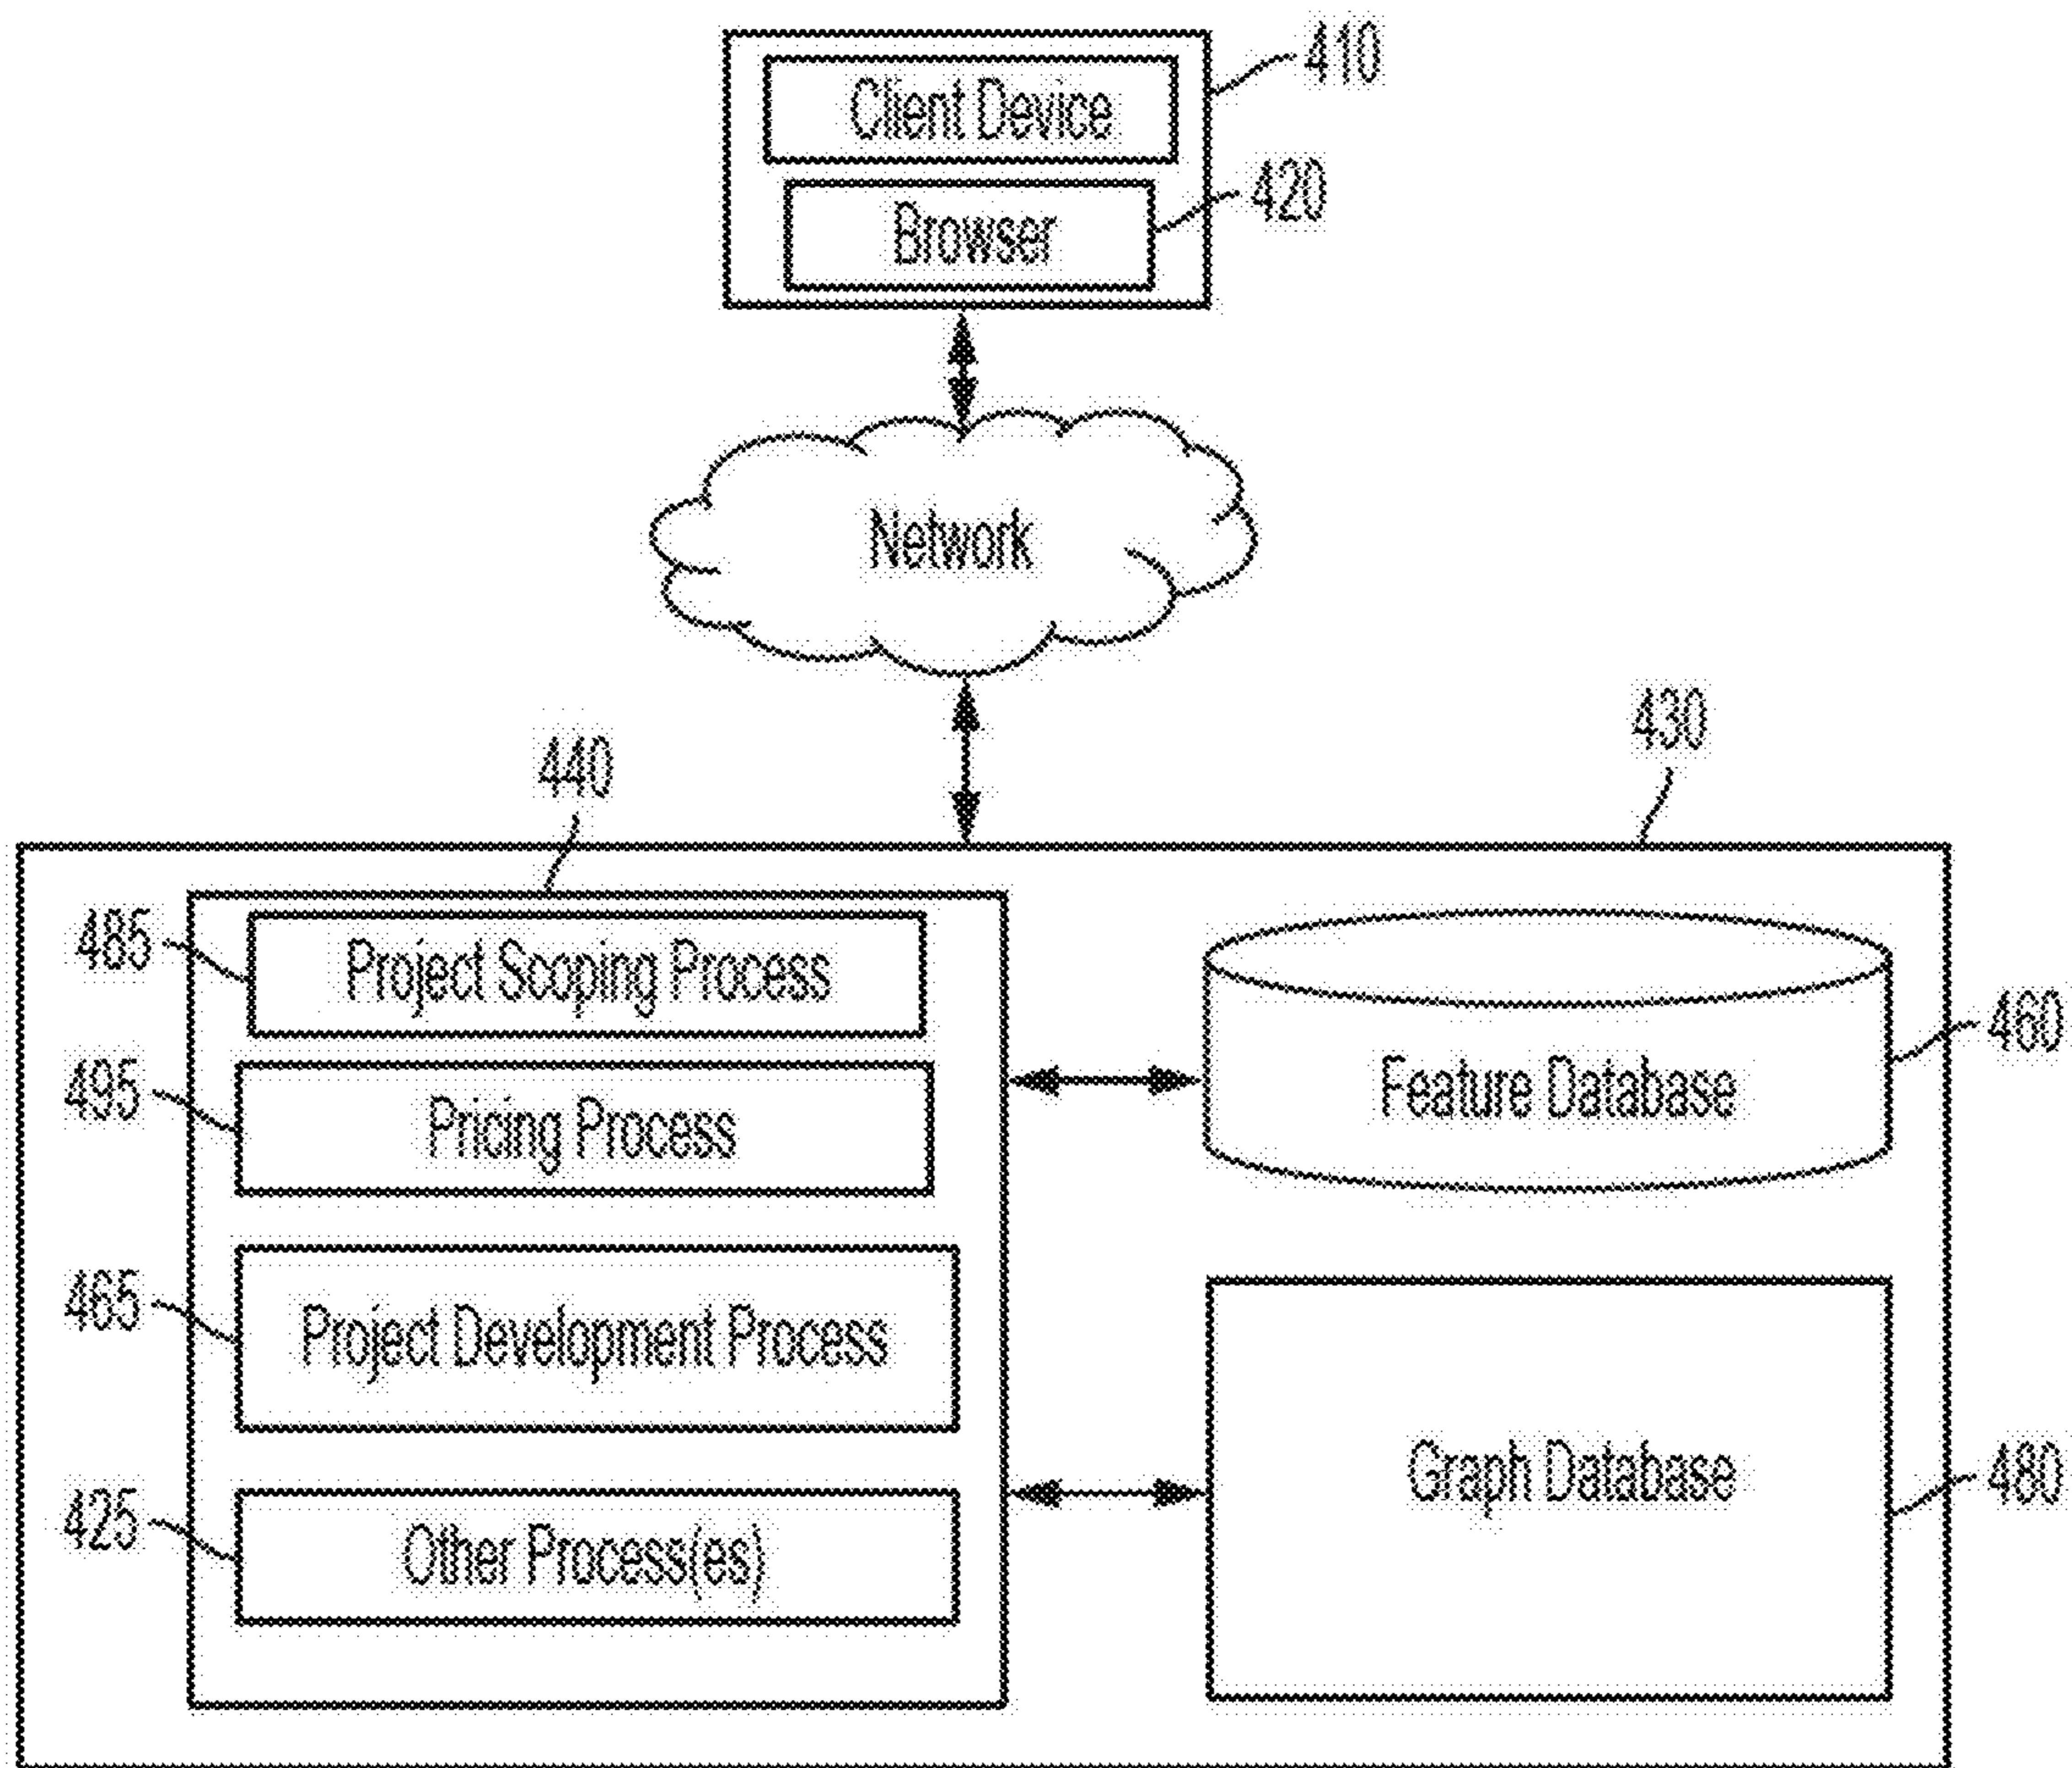 410
Client Device
420
Browser
Network
430
440
485
Project Scoping Process
460
495
Feature Database
Pricing Process
465
Project Development Process
Graph Database
480
425
Other Process(es)